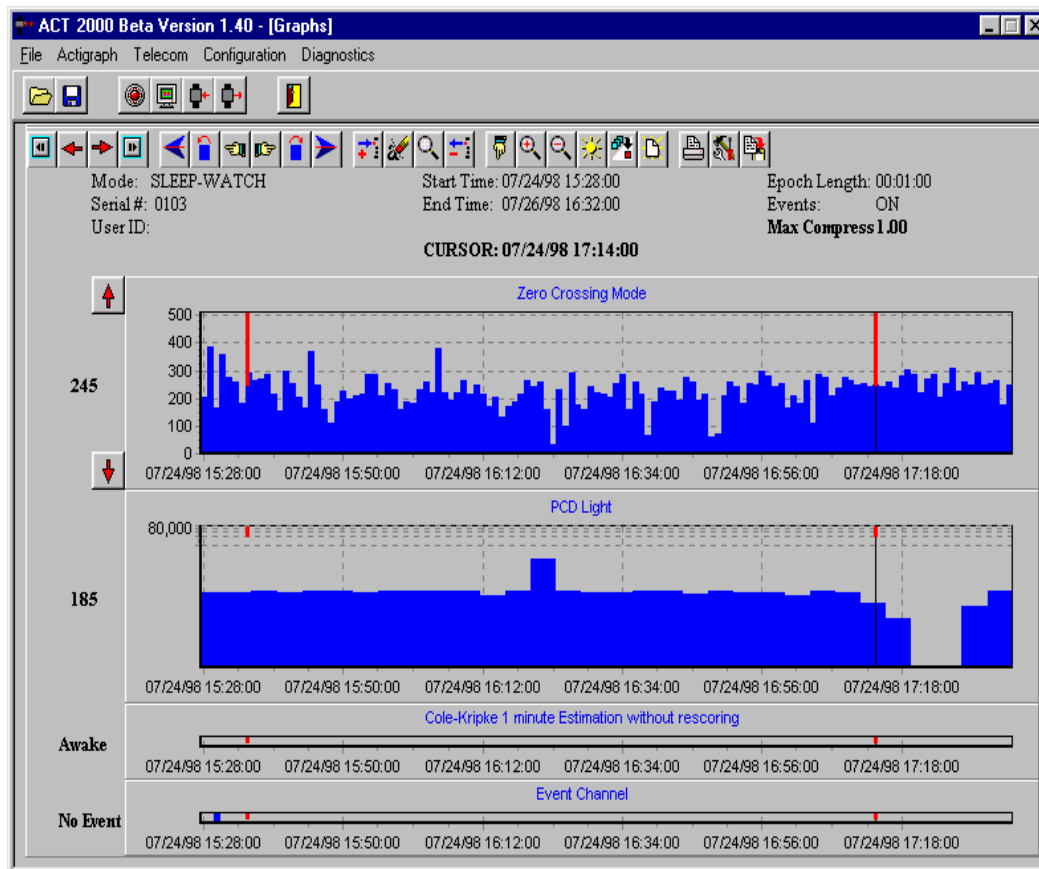 ACT 2000 Beta Version 1.40 - [Graphs]
File Actigraph Telecom Configuration Diagnostics
Mode: SLEEP-WATCH Start Time: 07/24/98 15:28:00 Epoch Length: 00:01:00
Serial #: 0103 End Time: 07/26/98 16:32:00 Events: ON
User ID: Max Compress 1.00
CURSOR: 07/24/98 17:14:00
Zero Crossing Mode
500
400
300
245
200
100
0
07/24/98 15:28:00 07/24/98 15:50:00 07/24/98 16:12:00 07/24/98 16:34:00 07/24/98 16:56:00 07/24/98 17:18:00
PCD Light
80,000
185
07/24/98 15:28:00 07/24/98 15:50:00 07/24/98 16:12:00 07/24/98 16:34:00 07/24/98 16:56:00 07/24/98 17:18:00
Cole-Kripke 1 minute Estimation without rescoring
Awake
07/24/98 15:28:00 07/24/98 15:50:00 07/24/98 16:12:00 07/24/98 16:34:00 07/24/98 16:56:00 07/24/98 17:18:00
Event Channel
No Event
07/24/98 15:28:00 07/24/98 15:50:00 07/24/98 16:12:00 07/24/98 16:34:00 07/24/98 16:56:00 07/24/98 17:18:00